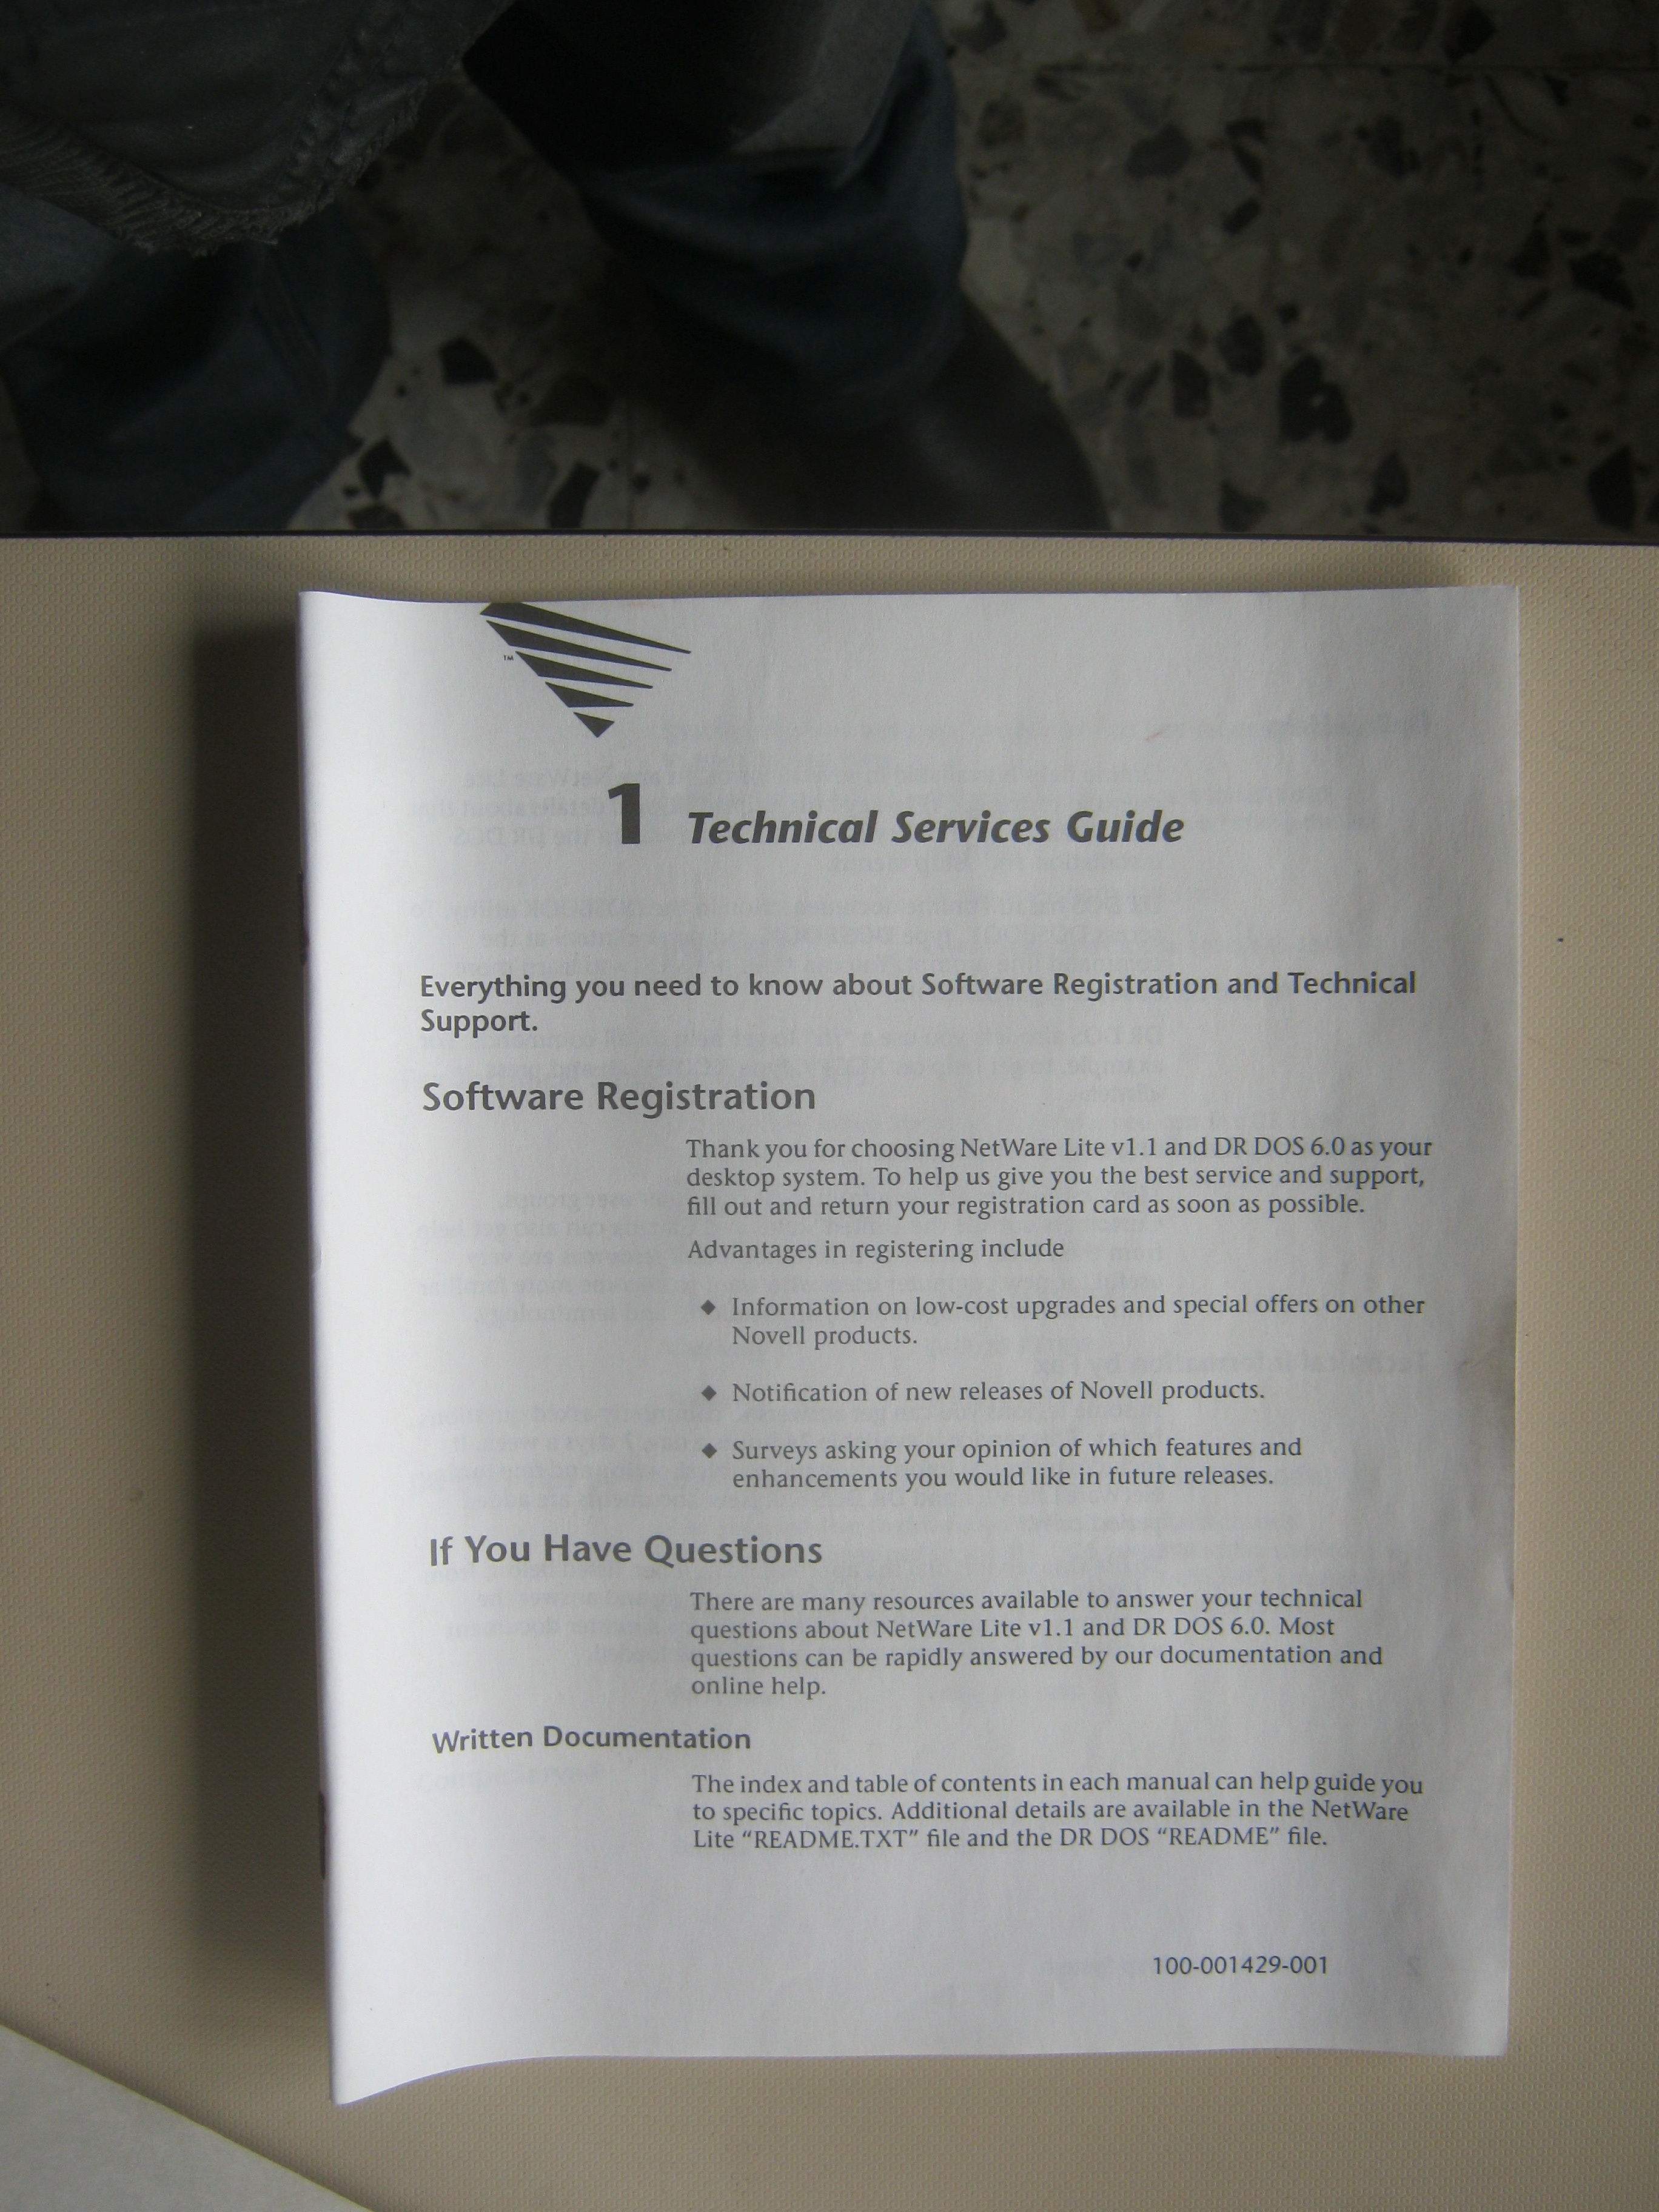 TM
1 Technical Services Guide
Everything you need to know about Software Registration and Technical
Support.
Software Registration
Thank you for choosing NetWare Lite v1.1 and DR DOS 6.0 as your
desktop system. To help us give you the best service and support,
fill out and return your registration card as soon as possible.
Advantages in registering include
◆ Information on low-cost upgrades and special offers on other
Novell products.
◆ Notification of new releases of Novell products.
◆ Surveys asking your opinion of which features and
enhancements you would like in future releases.
If You Have Questions
There are many resources available to answer your technical
questions about NetWare Lite v1.1 and DR DOS 6.0. Most
questions can be rapidly answered by our documentation and
online help.
Written Documentation
The index and table of contents in each manual can help guide you
to specific topics. Additional details are available in the NetWare
Lite “README.TXT” file and the DR DOS “README” file.
100-001429-001